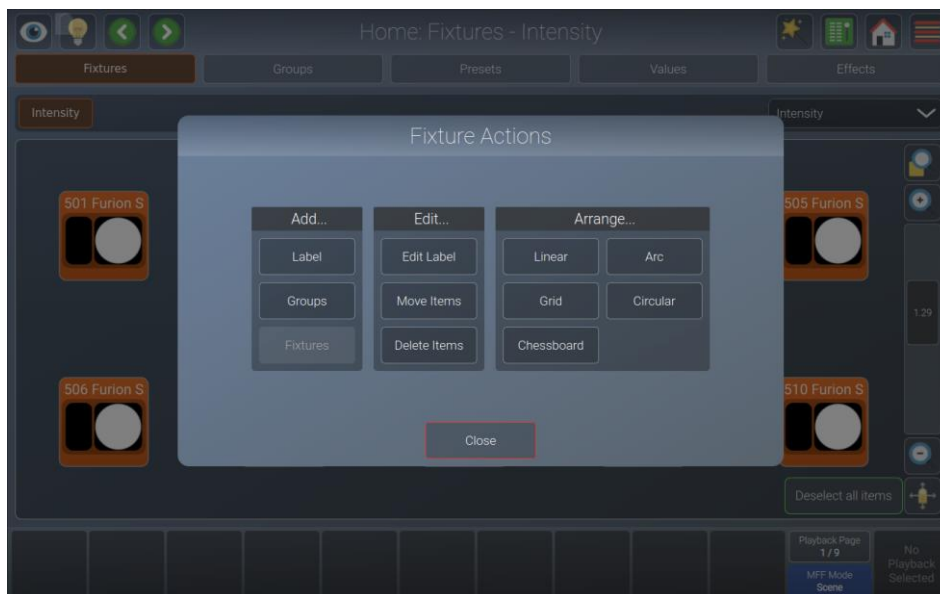 Home: Fixtures - Intensity
Fixtures
Groups
Presets
Values
Effects
Intensity
Intensity
Fixture Actions
501 Furion S
505 Furion S
Add...
Edit...
Arrange...
Label
Edit Label
Linear
Arc
Groups
Move Items
Grid
Circular
1.29
Fixtures
Delete Items
Chessboard
506 Furion S
510 Furion S
Close
Deselect all items
Playback Page
1/9
MFF Mode
Scene
No
Playback
Selected